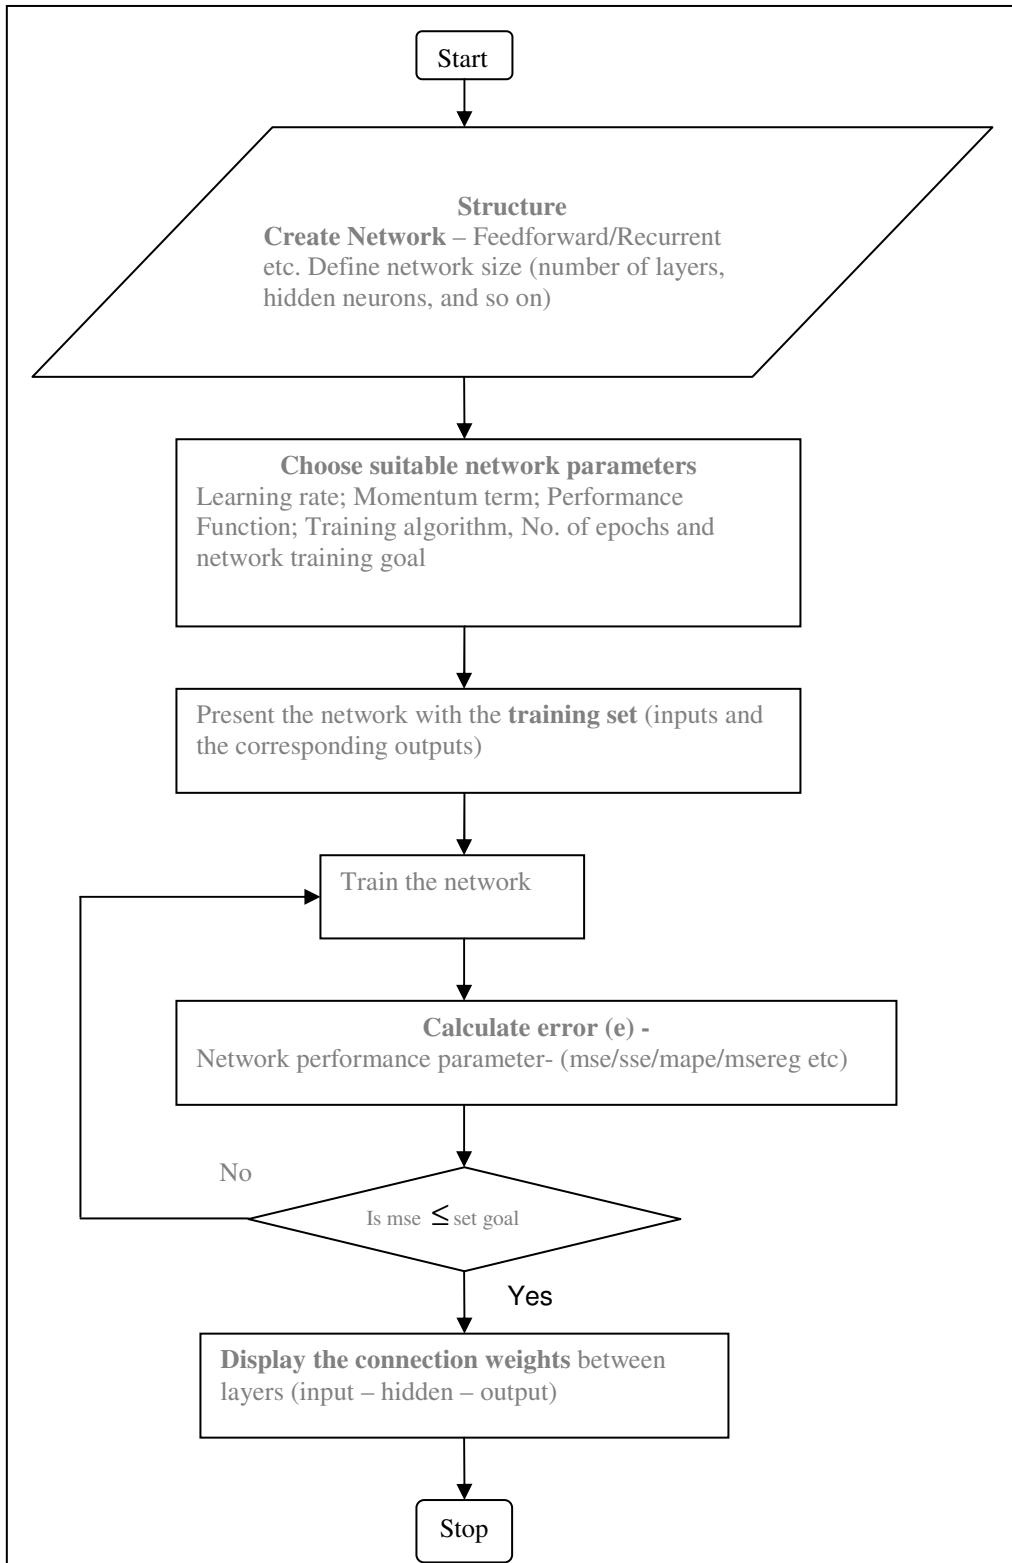 Start
Structure
Create Network – Feedforward/Recurrent
etc. Define network size (number of layers,
hidden neurons, and so on)
Choose suitable network parameters
Learning rate; Momentum term; Performance
Function; Training algorithm, No. of epochs and
network training goal
Present the network with the training set (inputs and
the corresponding outputs)
Train the network
Calculate error (e) -
Network performance parameter- (mse/sse/mape/msereg etc)
No
Is mse ≤ set goal
Yes
Display the connection weights between
layers (input – hidden – output)
Stop